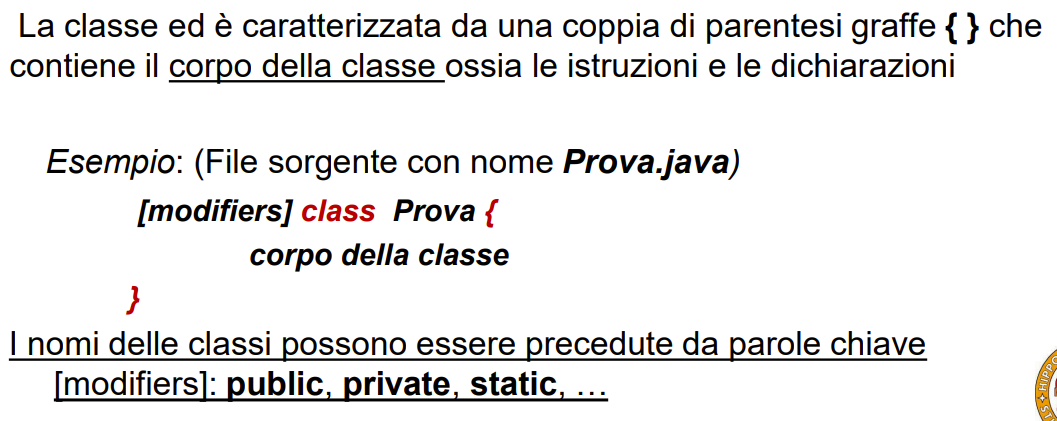 La classe ed è caratterizzata da una coppia di parentesi graffe { } che
contiene il corpo della classe ossia le istruzioni e le dichiarazioni
Esempio: (File sorgente con nome Prova.java)
[modifiers] class Prova {
corpo della classe
}
I nomi delle classi possono essere precedute da parole chiave
[modifiers]: public, private, static, …